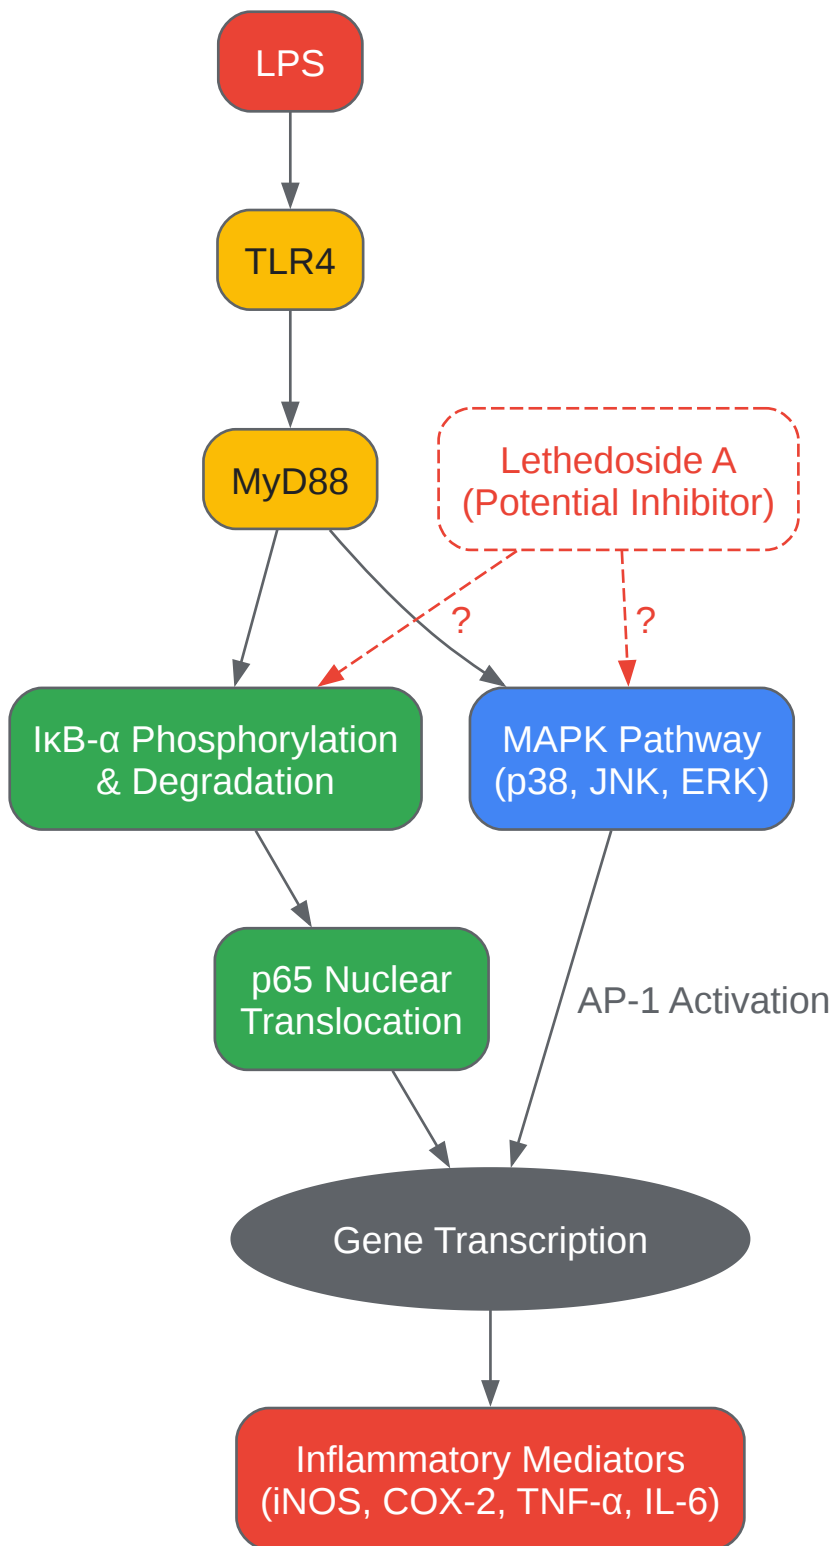 LPS
TLR4
MyD88
Lethedoside A
(Potential Inhibitor)
?
?
IκB-α Phosphorylation
& Degradation
MAPK Pathway
(p38, JNK, ERK)
p65 Nuclear
Translocation
AP-1 Activation
Gene Transcription
Inflammatory Mediators
(iNOS, COX-2, TNF-α, IL-6)